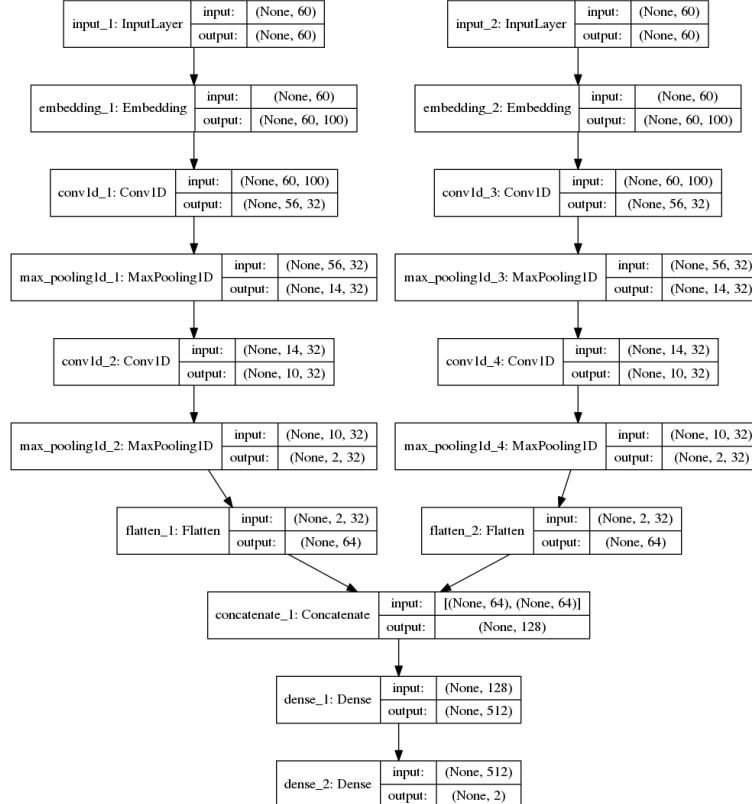 input_1: InputLayer input: (None, 60)
output: (None, 60)
input_2: InputLayer input: (None, 60)
output: (None, 60)
embedding_1: Embedding input: (None, 60)
output: (None, 60, 100)
embedding_2: Embedding input: (None, 60)
output: (None, 60, 100)
conv1d_1: Conv1D input: (None, 60, 100)
output: (None, 56, 32)
conv1d_3: Conv1D input: (None, 60, 100)
output: (None, 56, 32)
max_pooling1d_1: MaxPooling1D input: (None, 56, 32)
output: (None, 14, 32)
max_pooling1d_3: MaxPooling1D input: (None, 56, 32)
output: (None, 14, 32)
conv1d_2: Conv1D input: (None, 14, 32)
output: (None, 10, 32)
conv1d_4: Conv1D input: (None, 14, 32)
output: (None, 10, 32)
max_pooling1d_2: MaxPooling1D input: (None, 10, 32)
output: (None, 2, 32)
max_pooling1d_4: MaxPooling1D input: (None, 10, 32)
output: (None, 2, 32)
flatten_1: Flatten input: (None, 2, 32)
output: (None, 64)
flatten_2: Flatten input: (None, 2, 32)
output: (None, 64)
concatenate_1: Concatenate input: [(None, 64), (None, 64)]
output: (None, 128)
dense_1: Dense input: (None, 128)
output: (None, 512)
dense_2: Dense input: (None, 512)
output: (None, 2)